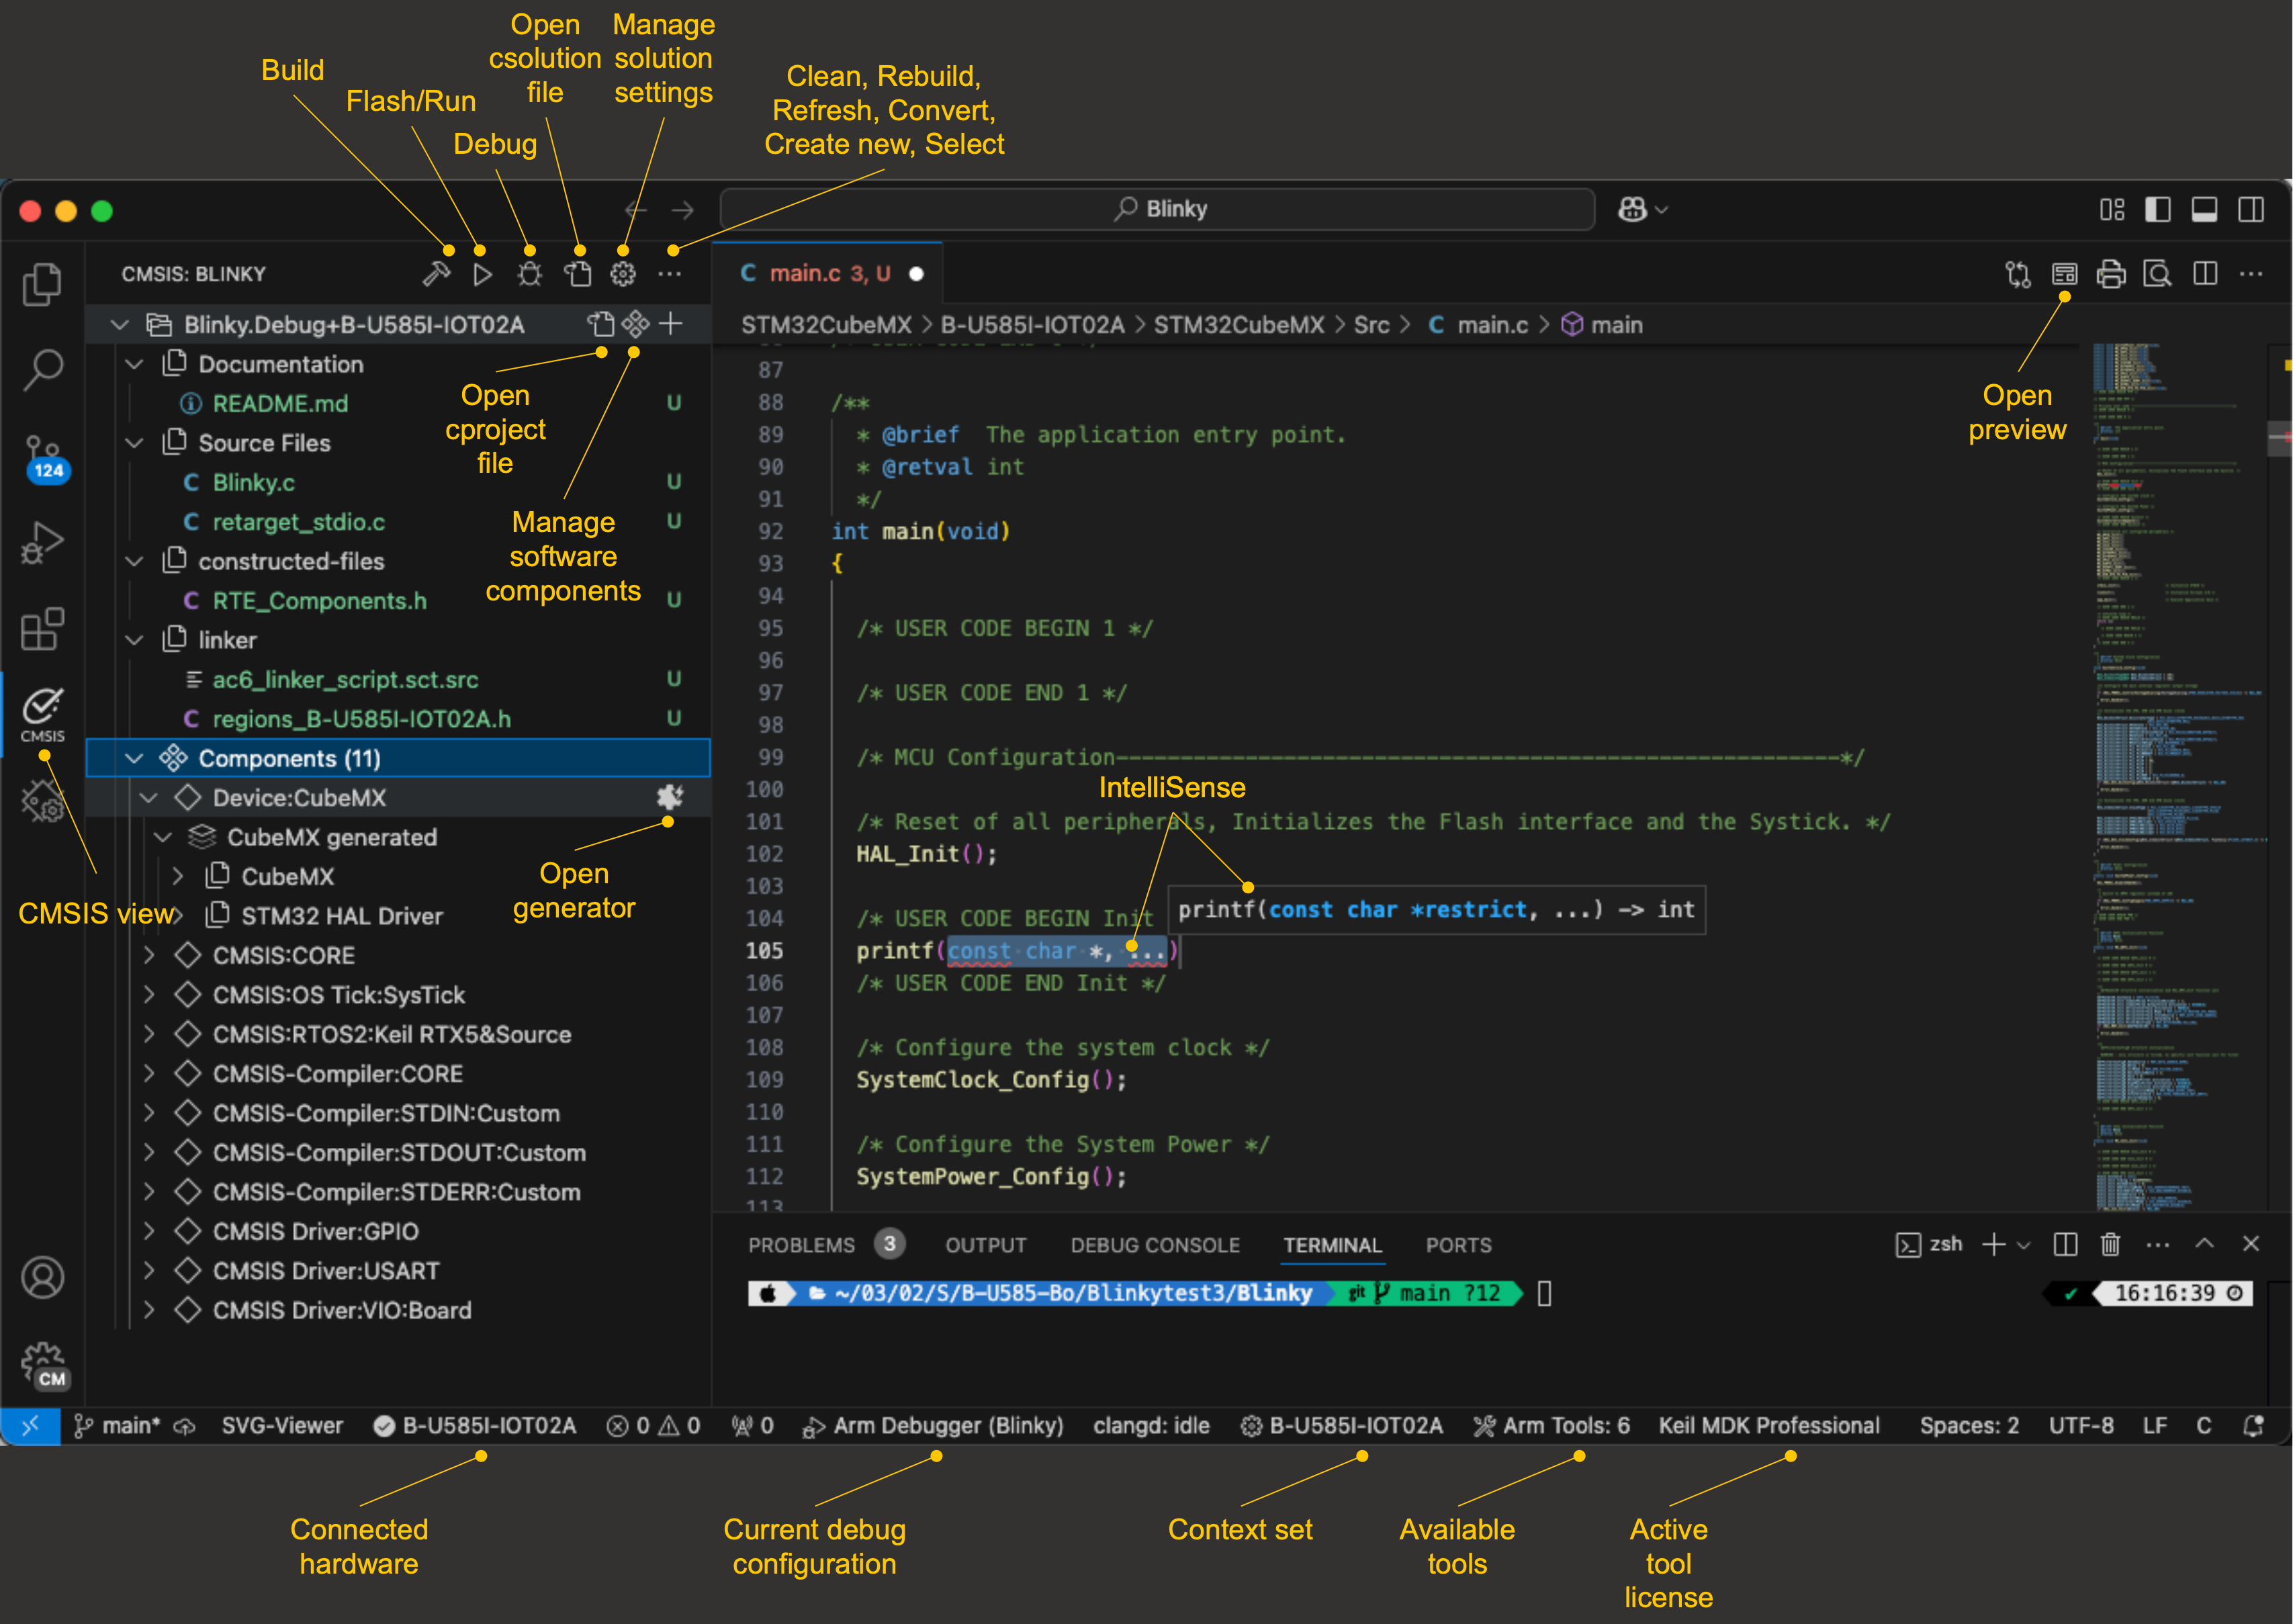 Open
csolution
file
Manage
solution
settings
Build
Flash/Run
Debug
Clean, Rebuild,
Refresh, Convert,
Create new, Select
Blinky
CMSIS: BLINKY
main.c 3, U
Blinky.Debug+B-U585I-IOT02A
STM32CubeMX > B-U585I-IOT02A > STM32CubeMX > Src > C main.c > main
Documentation
README.md U
Source Files
C Blinky.c U
C retarget_stdio.c U
constructed-files
C RTE_Components.h U
linker
ac6_linker_script.sct.src U
C regions_B-U585I-IOT02A.h U
Components (11)
Device:CubeMX
CubeMX generated
CubeMX
STM32 HAL Driver
CMSIS:CORE
CMSIS:OS Tick:SysTick
CMSIS:RTOS2:Keil RTX5&Source
CMSIS-Compiler:CORE
CMSIS-Compiler:STDIN:Custom
CMSIS-Compiler:STDOUT:Custom
CMSIS-Compiler:STDERR:Custom
CMSIS Driver:GPIO
CMSIS Driver:USART
CMSIS Driver:VIO:Board
124
CMSIS
CM
Open
cproject
file
Manage
software
components
Open
generator
CMSIS view
Open
preview
IntelliSense
87
88 /**
89 * @brief  The application entry point.
90 * @retval int
91 */
92 int main(void)
93 {
94
95 /* USER CODE BEGIN 1 */
96
97 /* USER CODE END 1 */
98
99 /* MCU Configuration--------------------------------------------------------*/
100
101 /* Reset of all peripherals, Initializes the Flash interface and the Systick. */
102 HAL_Init();
103
printf(const char *restrict, ...) -> int
104 /* USER CODE BEGIN Init
105 printf(const char *, ...)
106 /* USER CODE END Init */
107
108 /* Configure the system clock */
109 SystemClock_Config();
110
111 /* Configure the System Power */
112 SystemPower_Config();
113
PROBLEMS 3 OUTPUT DEBUG CONSOLE TERMINAL PORTS
zsh
~/03/02/S/B-U585-Bo/Blinkytest3/Blinky git main ?12
16:16:39
main* SVG-Viewer B-U585I-IOT02A 0 0 0 Arm Debugger (Blinky) clangd: idle B-U585I-IOT02A Arm Tools: 6 Keil MDK Professional Spaces: 2 UTF-8 LF C
Connected
hardware
Current debug
configuration
Context set
Available
tools
Active
tool
license